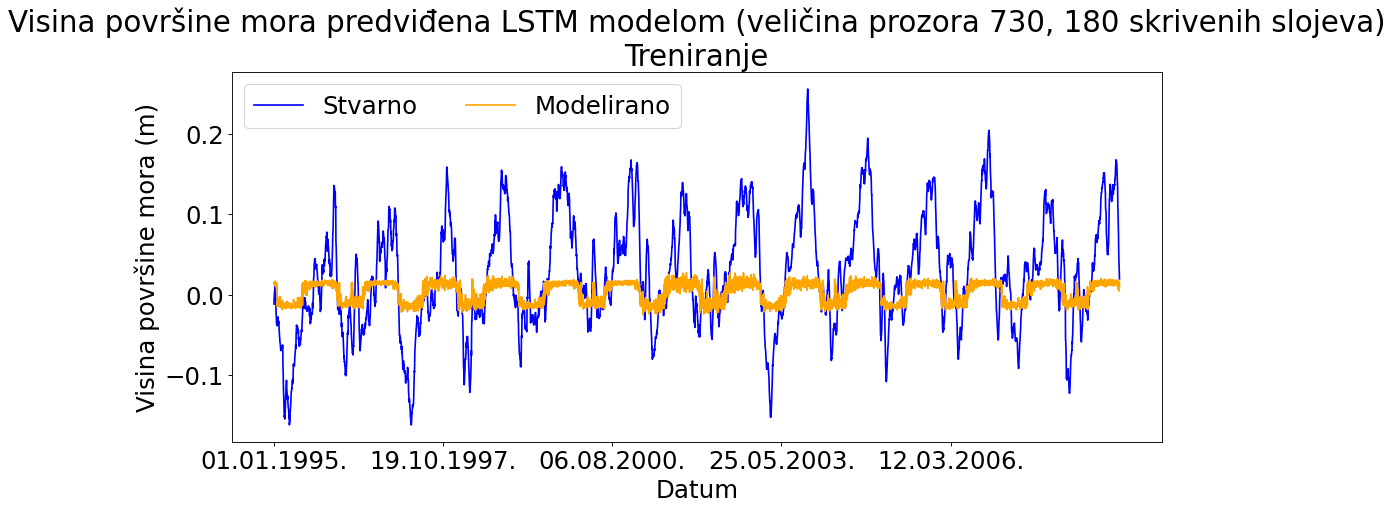 Visina površine mora predviđena LSTM modelom (veličina prozora 730, 180 skrivenih slojeva)
Treniranje
Stvarno
Modelirano
Visina površine mora (m)
0.2
0.1
0.0
−0.1
01.01.1995.
19.10.1997.
06.08.2000.
25.05.2003.
12.03.2006.
Datum